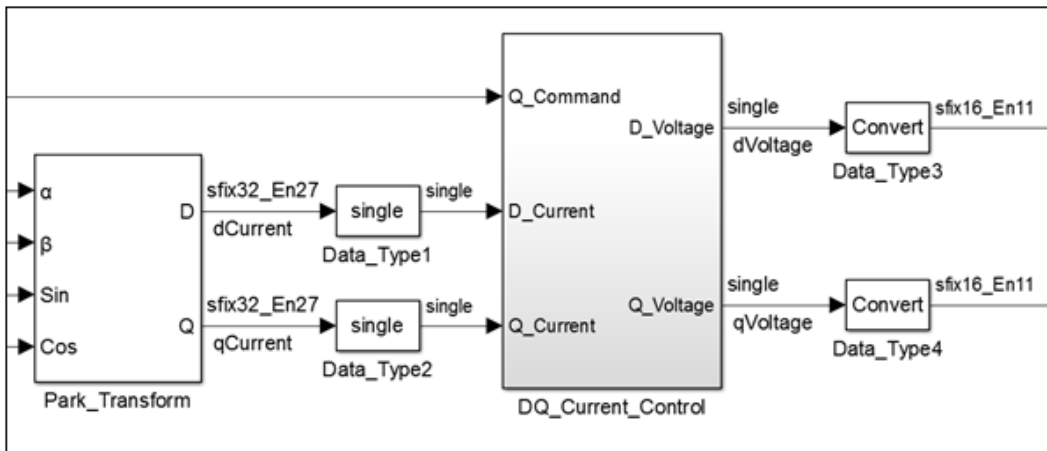 Q_Command
D_Voltage
single
dVoltage
Convert
Data_Type3
sfix16_En11
α
β
Sin
Cos
D
Q
Park_Transform
sfix32_En27
dCurrent
single
Data_Type1
single
D_Current
sfix32_En27
qCurrent
single
Data_Type2
single
Q_Current
Q_Voltage
DQ_Current_Control
single
qVoltage
Convert
Data_Type4
sfix16_En11